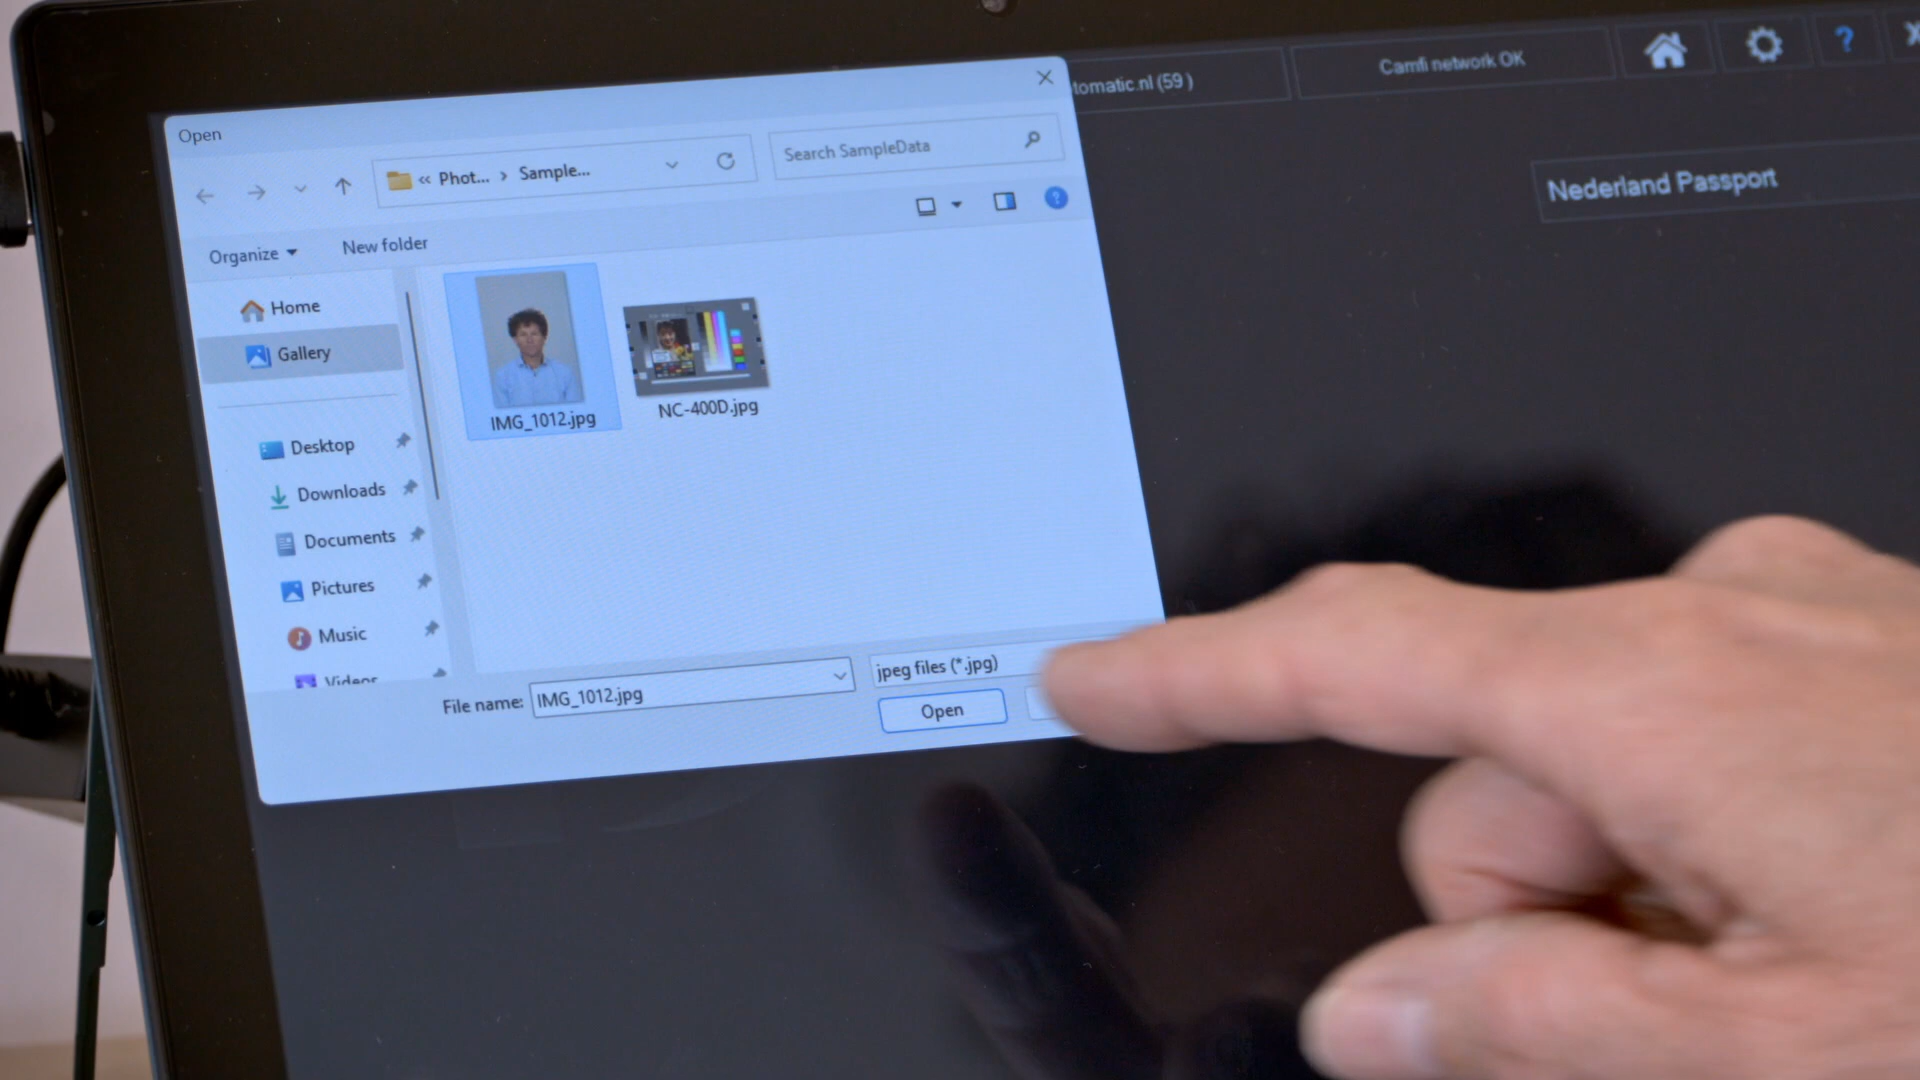 Open
tomatic.nl (59 )
Camfi network OK
?
« Phot... › Sample...
Search SampleData
Nederland Passport
Organize
New folder
?
Home
Gallery
Desktop
Downloads
Documents
Pictures
Music
Videos
IMG_1012.jpg
NC-400D.jpg
File name:
IMG_1012.jpg
jpeg files (*.jpg)
Open